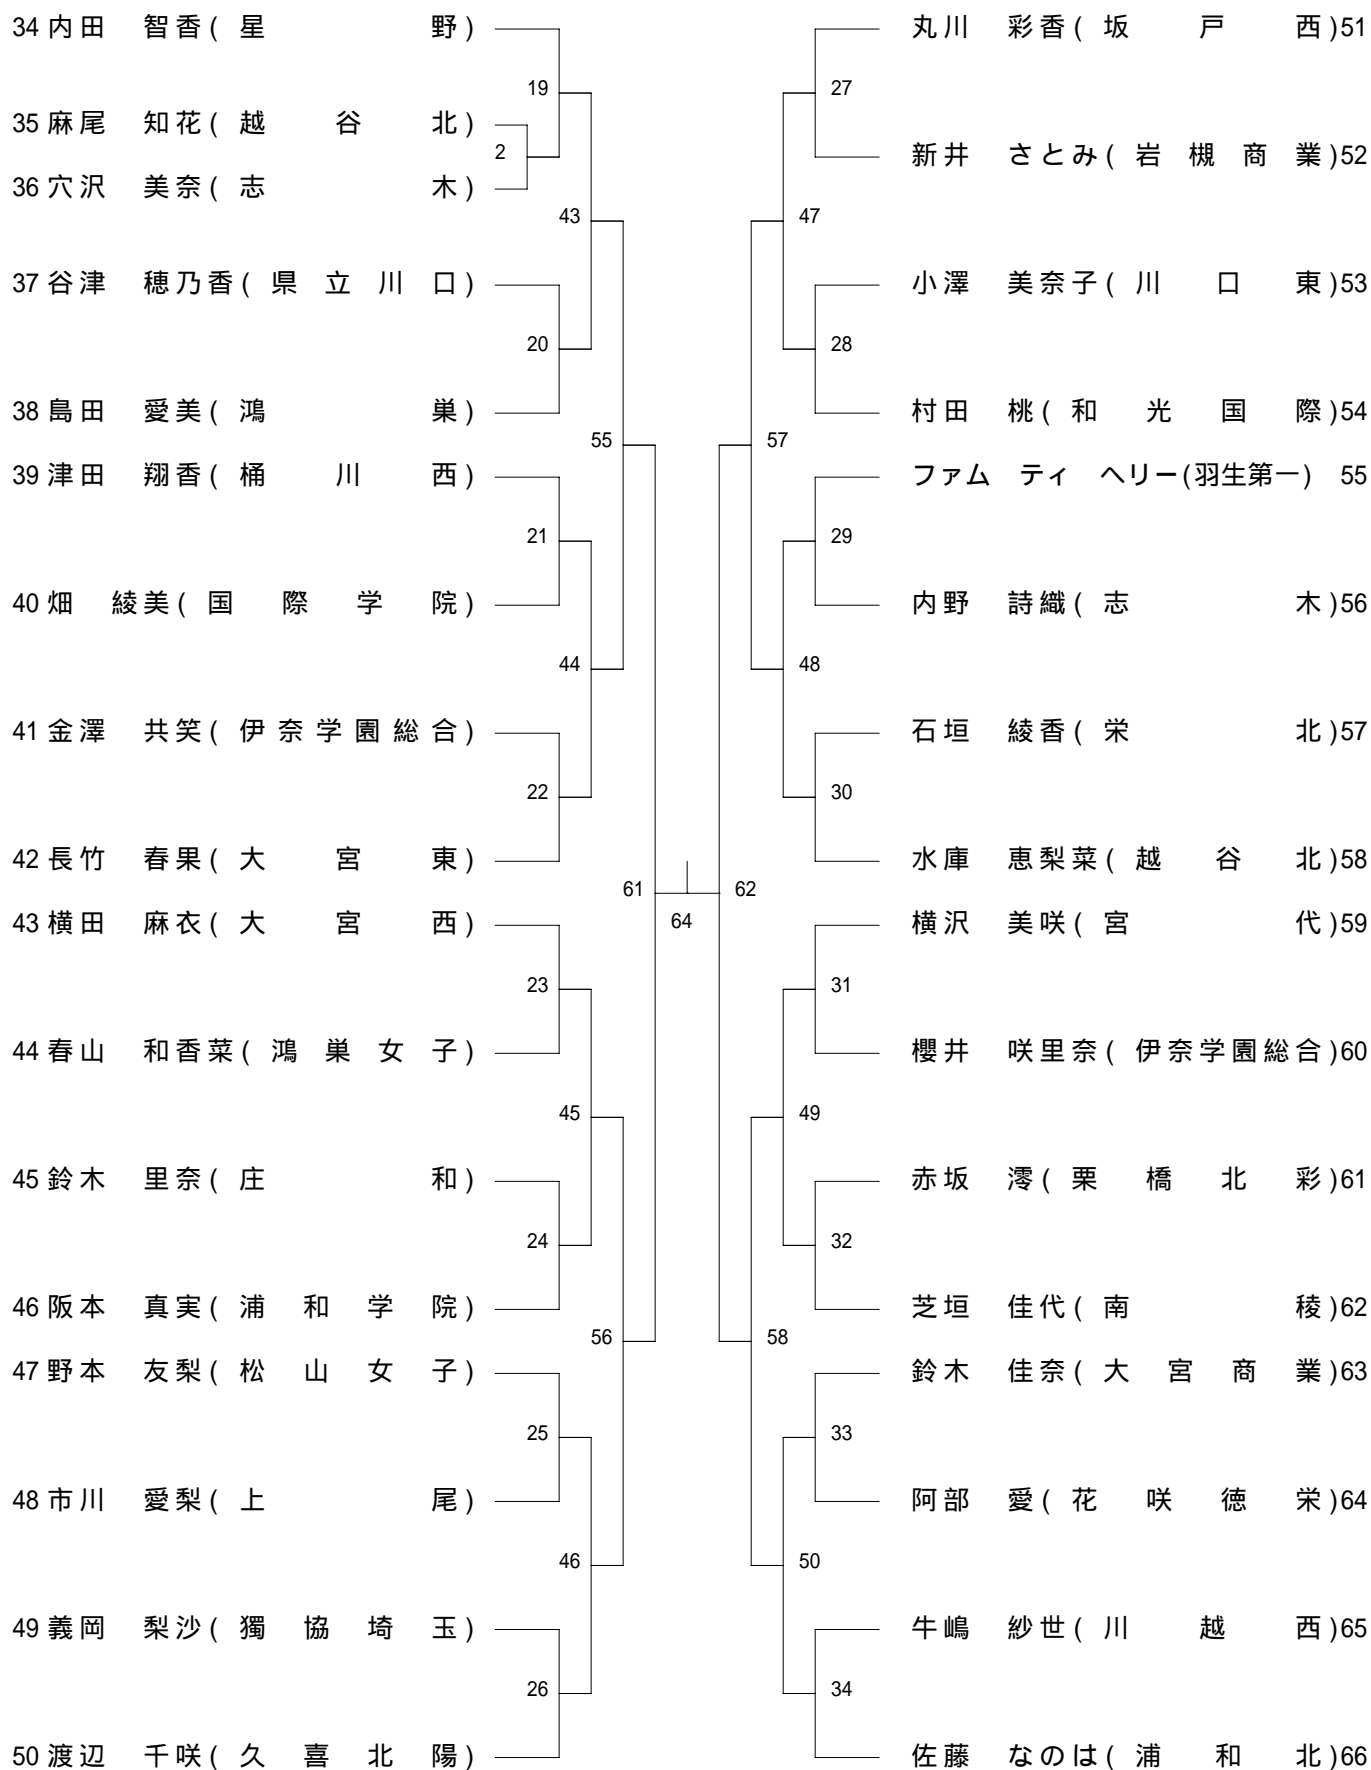 34 内田 智香(星野)
19
35 麻尾 知花(越谷北)
2
36 穴沢 美奈(志木)
43
37 谷津 穂乃香(県立川口)
20
38 島田 愛美(鴻巣)
55
39 津田 翔香(桶川西)
21
40 畑 綾美(国際学院)
44
41 金澤 共笑(伊奈学園総合)
22
42 長竹 春果(大宮東)
61
43 横田 麻衣(大宮西)
23
44 春山 和香菜(鴻巣女子)
45
45 鈴木 里奈(庄和)
24
46 阪本 真実(浦和学院)
56
47 野本 友梨(松山女子)
25
48 市川 愛梨(上尾)
46
49 義岡 梨沙(獨協埼玉)
26
50 渡辺 千咲(久喜北陽)
64
丸川 彩香(坂戸西)51
27
新井 さとみ(岩槻商業)52
47
小澤 美奈子(川口東)53
28
村田 桃(和光国際)54
57
ファム ティ ヘリー(羽生第一) 55
29
内野 詩織(志木)56
48
石垣 綾香(栄北)57
30
水庫 恵梨菜(越谷北)58
62
横沢 美咲(宮代)59
31
櫻井 咲里奈(伊奈学園総合)60
49
赤坂 澪(栗橋北彩)61
32
芝垣 佳代(南稜)62
58
鈴木 佳奈(大宮商業)63
33
阿部 愛(花咲徳栄)64
50
牛嶋 紗世(川越西)65
34
佐藤 なのは(浦和北)66